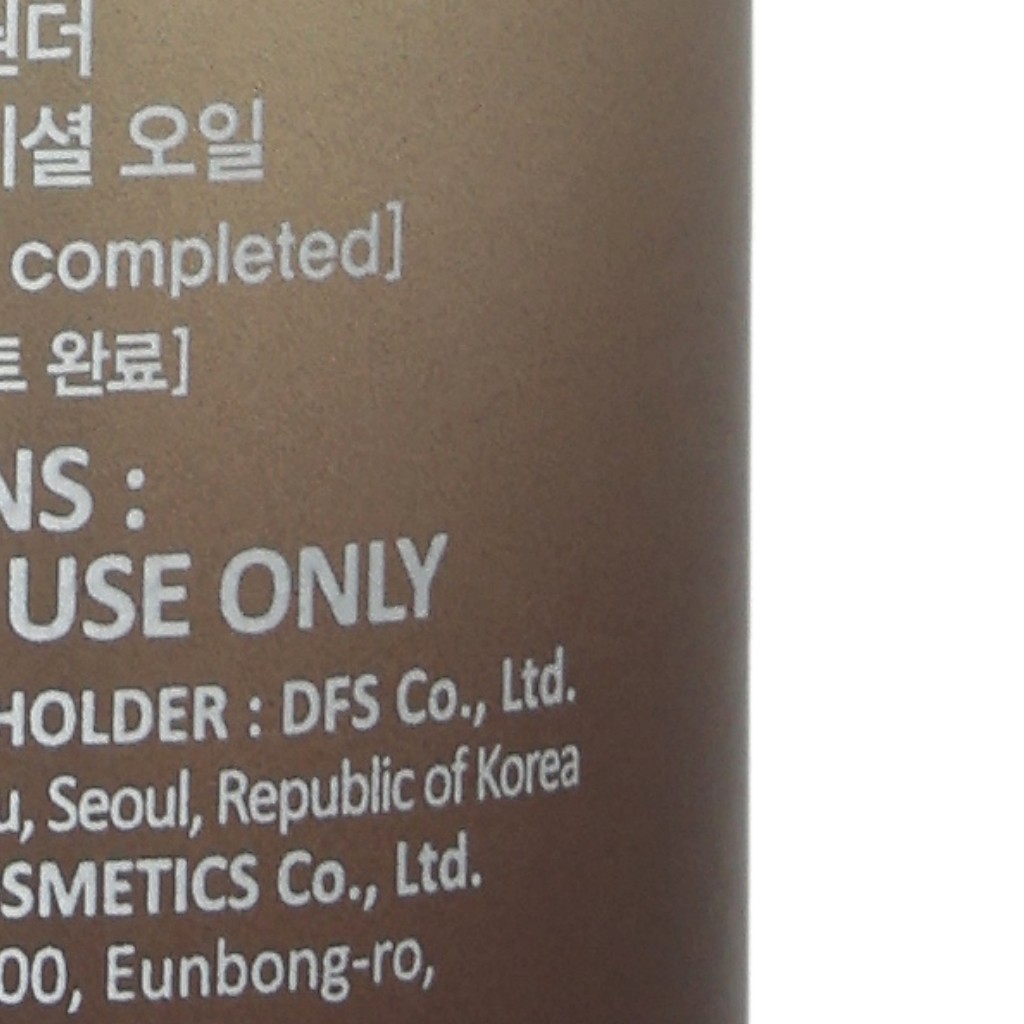 더
셜 오일
completed]
트 완료]
NS :
USE ONLY
HOLDER : DFS Co., Ltd.
u, Seoul, Republic of Korea
SMETICS Co., Ltd.
00, Eunbong-ro,